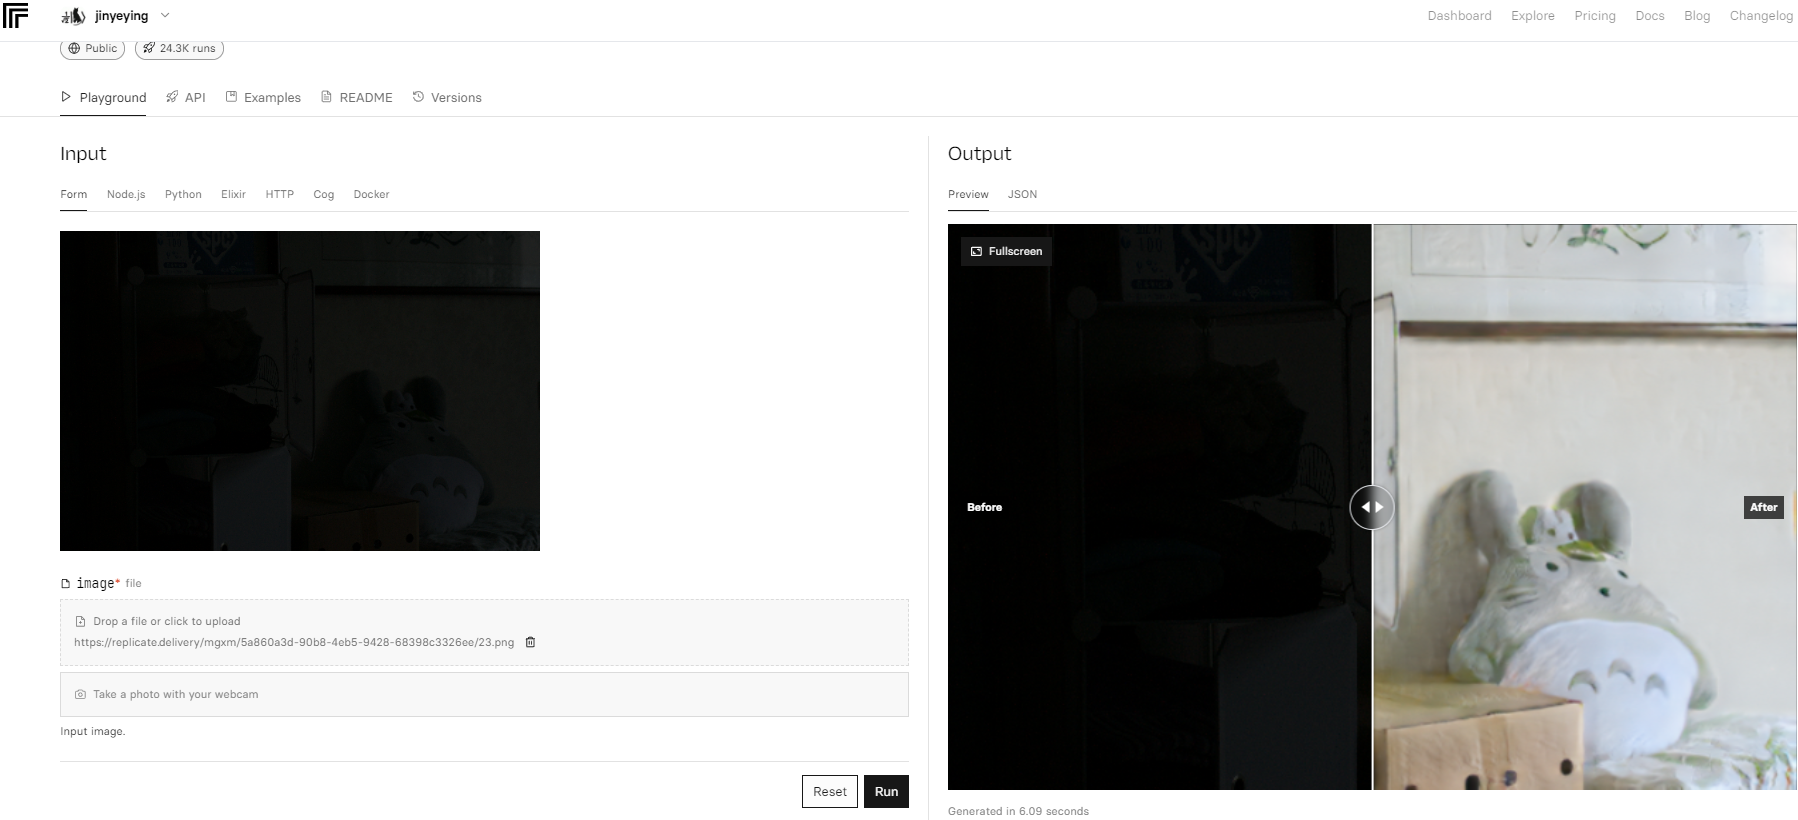 jinyeying
Dashboard Explore Pricing Docs Blog Changelog
Public 24.3K runs
Playground API Examples README Versions
Input
Form Node.js Python Elixir HTTP Cog Docker
SPC
image* file
Drop a file or click to upload
https://replicate.delivery/mgxm/5a860a3d-90b8-4eb5-9428-68398c3326ee/23.png
Take a photo with your webcam
Input image.
Reset Run
Output
Preview JSON
Fullscreen
SPC
Before
After
Generated in 6.09 seconds